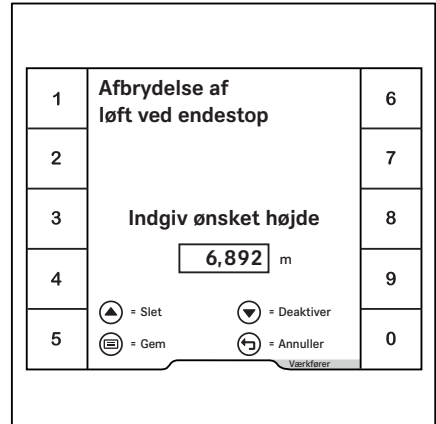 Afbrydelse af
løft ved endestop
1
2
3
4
5
6
7
8
9
0
Indgiv ønsket højde
6,892 m
= Slet
= Deaktiver
= Gem
= Annuller
Værkfører